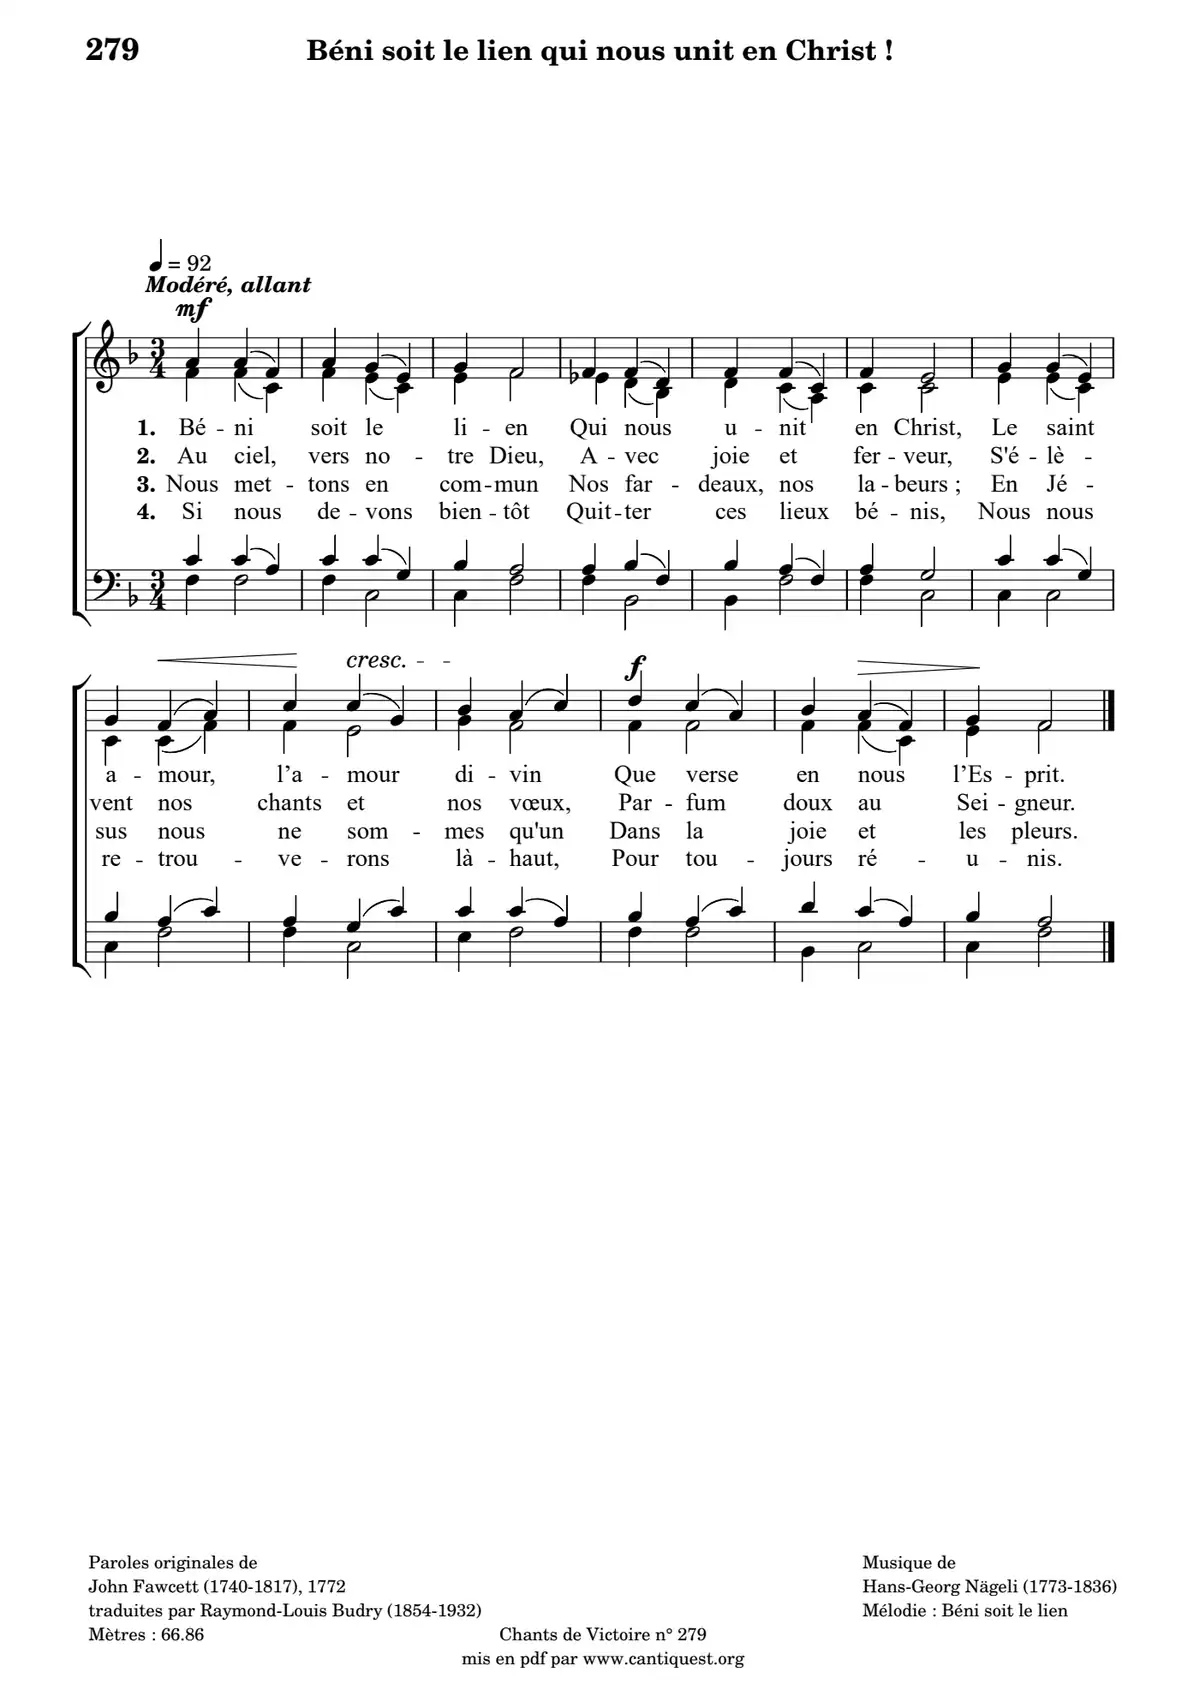 279 Béni soit le lien qui nous unit en Christ !
= 92
Modéré, allant
mf
3 4
1. Bé - ni soit le li - en Qui nous u - nit en Christ, Le saint
2. Au ciel, vers no - tre Dieu, A - vec joie et fer - veur, S'é - lè -
3. Nous met - tons en com - mun Nos far - deaux, nos la - beurs ; En Jé -
4. Si nous de - vons bien - tôt Quit - ter ces lieux bé - nis, Nous nous
3 4
cresc. - - f
a - mour, l’a - mour di - vin Que verse en nous l’Es - prit.
vent nos chants et nos vœux, Par - fum doux au Sei - gneur.
sus nous ne som - mes qu'un Dans la joie et les pleurs.
re - trou - ve - rons là - haut, Pour tou - jours ré - u - nis.
Paroles originales de
John Fawcett (1740-1817), 1772
traduites par Raymond-Louis Budry (1854-1932)
Mètres : 66.86
Musique de
Hans-Georg Nägeli (1773-1836)
Mélodie : Béni soit le lien
Chants de Victoire n° 279
mis en pdf par www.cantiquest.org